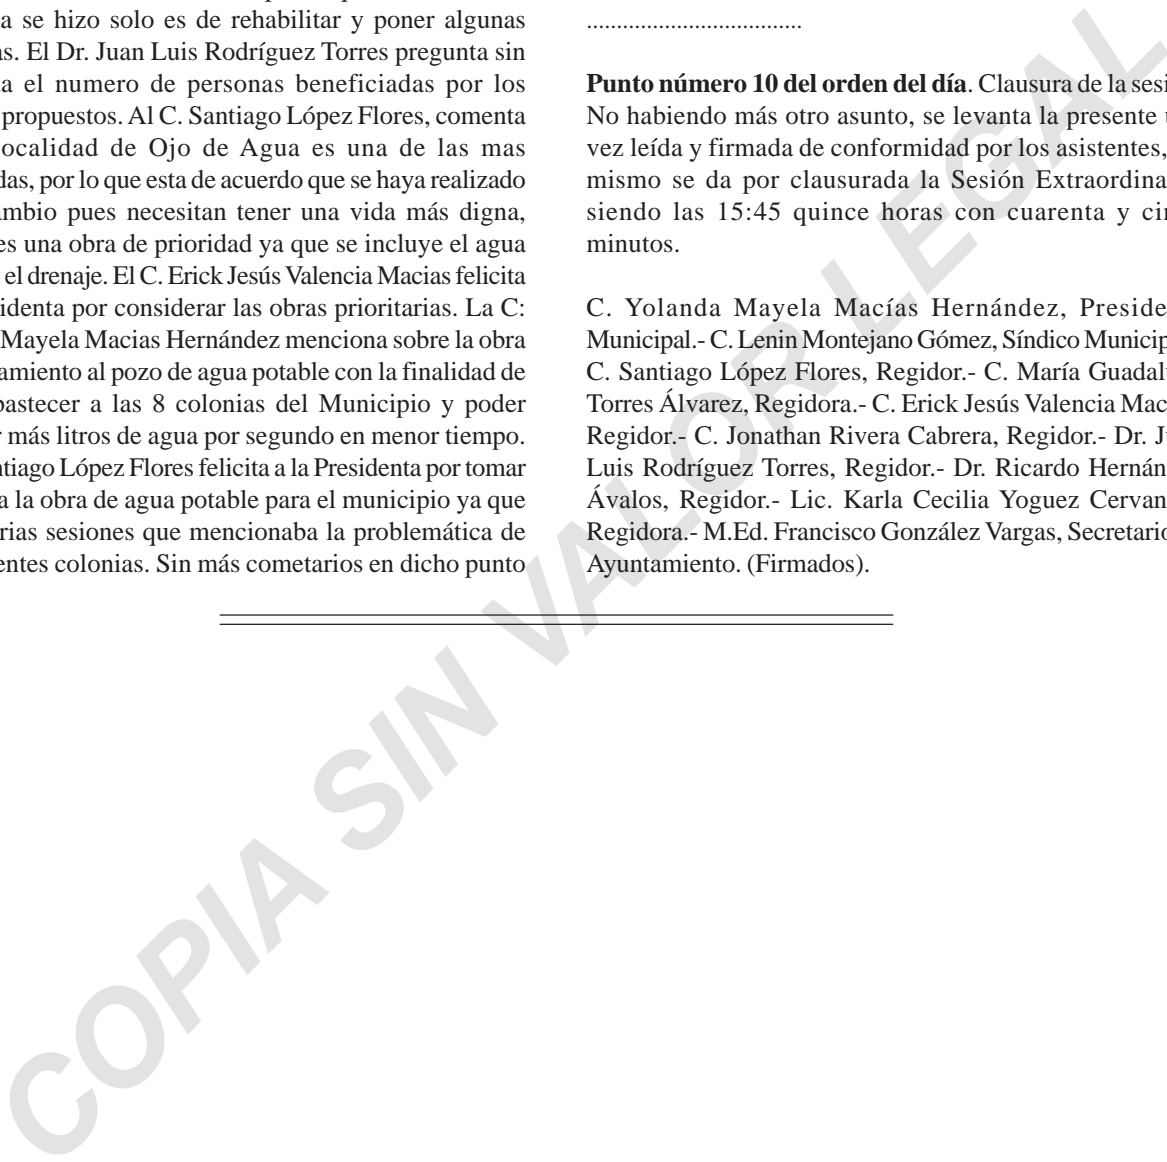 a se hizo solo es de rehabilitar y poner algunas
as. El Dr. Juan Luis Rodríguez Torres pregunta sin
a el numero de personas beneficiadas por los
propuestos. Al C. Santiago López Flores, comenta
ocalidad de Ojo de Agua es una de las mas
das, por lo que esta de acuerdo que se haya realizado
ambio pues necesitan tener una vida más digna,
es una obra de prioridad ya que se incluye el agua
y el drenaje. El C. Erick Jesús Valencia Macias felicita
identa por considerar las obras prioritarias. La C:
Mayela Macias Hernández menciona sobre la obra
amiento al pozo de agua potable con la finalidad de
bastecer a las 8 colonias del Municipio y poder
r más litros de agua por segundo en menor tiempo.
ntiago López Flores felicita a la Presidenta por tomar
a la obra de agua potable para el municipio ya que
rias sesiones que mencionaba la problemática de
entes colonias. Sin más cometarios en dicho punto
....................................
Punto número 10 del orden del día. Clausura de la sesi
No habiendo más otro asunto, se levanta la presente u
vez leída y firmada de conformidad por los asistentes,
mismo se da por clausurada la Sesión Extraordina
siendo las 15:45 quince horas con cuarenta y cin
minutos.
C. Yolanda Mayela Macías Hernández, Preside
Municipal.- C. Lenin Montejano Gómez, Síndico Municip
C. Santiago López Flores, Regidor.- C. María Guadal
Torres Álvarez, Regidora.- C. Erick Jesús Valencia Mac
Regidor.- C. Jonathan Rivera Cabrera, Regidor.- Dr. J
Luis Rodríguez Torres, Regidor.- Dr. Ricardo Hernán
Ávalos, Regidor.- Lic. Karla Cecilia Yoguez Cervan
Regidora.- M.Ed. Francisco González Vargas, Secretario
Ayuntamiento. (Firmados).
COPIA SIN VALOR LEGAL